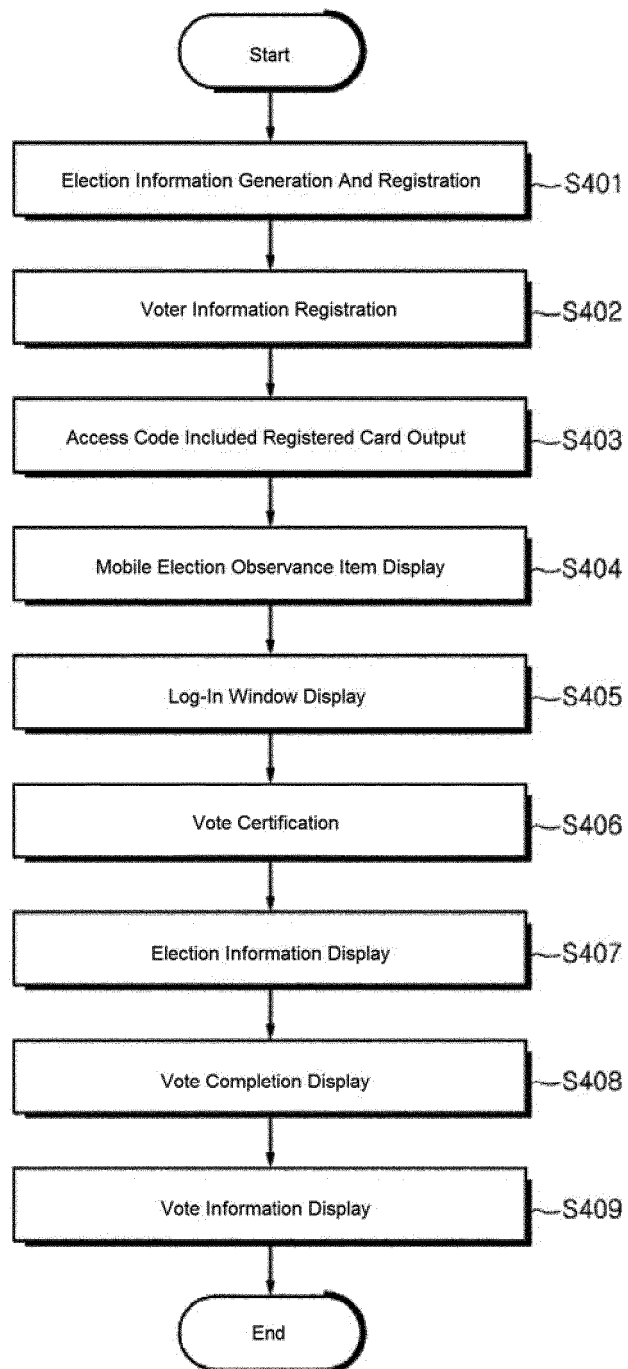 Start
Election Information Generation And Registration S401
Voter Information Registration S402
Access Code Included Registered Card Output S403
Mobile Election Observance Item Display S404
Log-In Window Display S405
Vote Certification S406
Election Information Display S407
Vote Completion Display S408
Vote Information Display S409
End